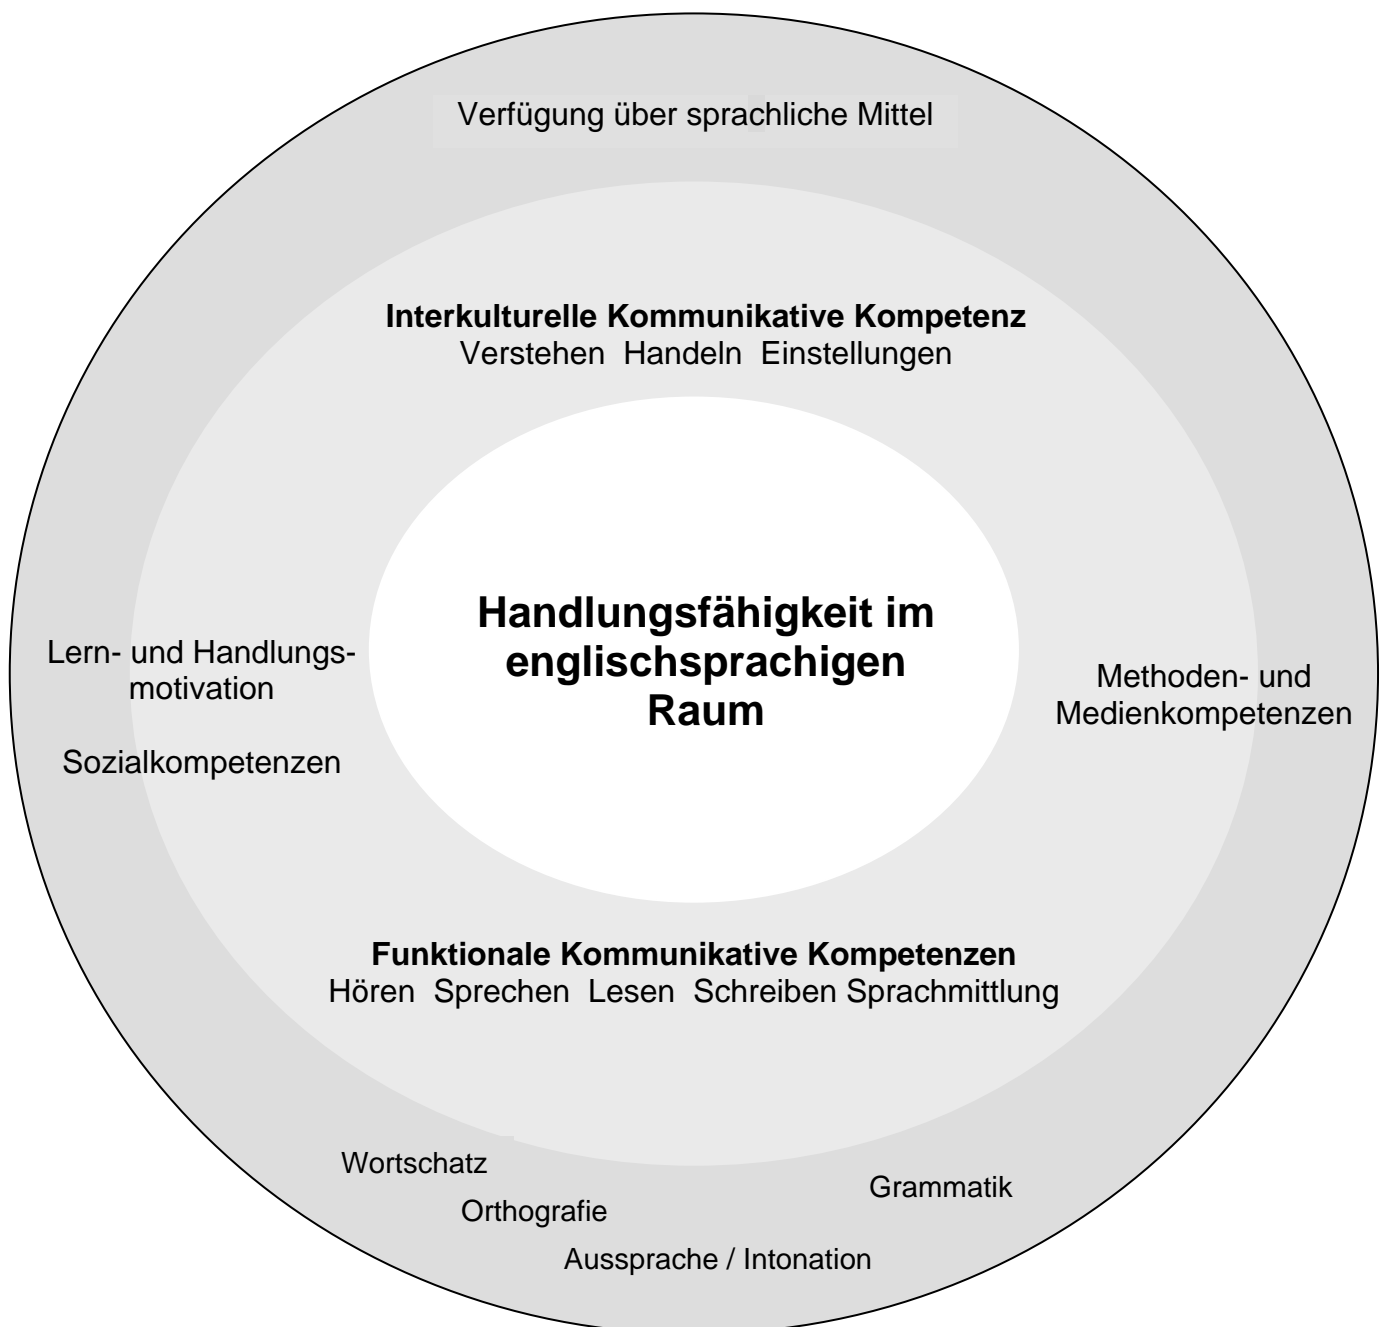 Verfügung über sprachliche Mittel
Interkulturelle Kommunikative Kompetenz
Verstehen Handeln Einstellungen
Handlungsfähigkeit im
englischsprachigen
Raum
Lern- und Handlungs-
motivation
Sozialkompetenzen
Methoden- und
Medienkompetenzen
Funktionale Kommunikative Kompetenzen
Hören Sprechen Lesen Schreiben Sprachmittlung
Wortschatz
Orthografie
Aussprache / Intonation
Grammatik